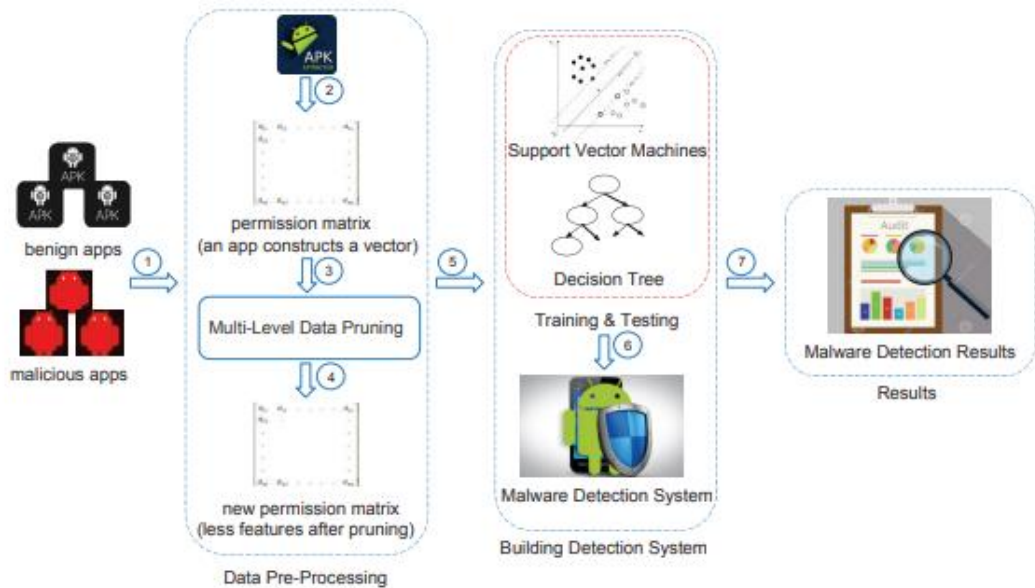 APK
APK
APK
benign apps
malicious apps
1
APK
2
permission matrix
(an app constructs a vector)
3
Multi-Level Data Pruning
4
new permission matrix
(less features after pruning)
Data Pre-Processing
5
Support Vector Machines
Decision Tree
Training & Testing
6
Malware Detection System
Building Detection System
7
Audit
Malware Detection Results
Results